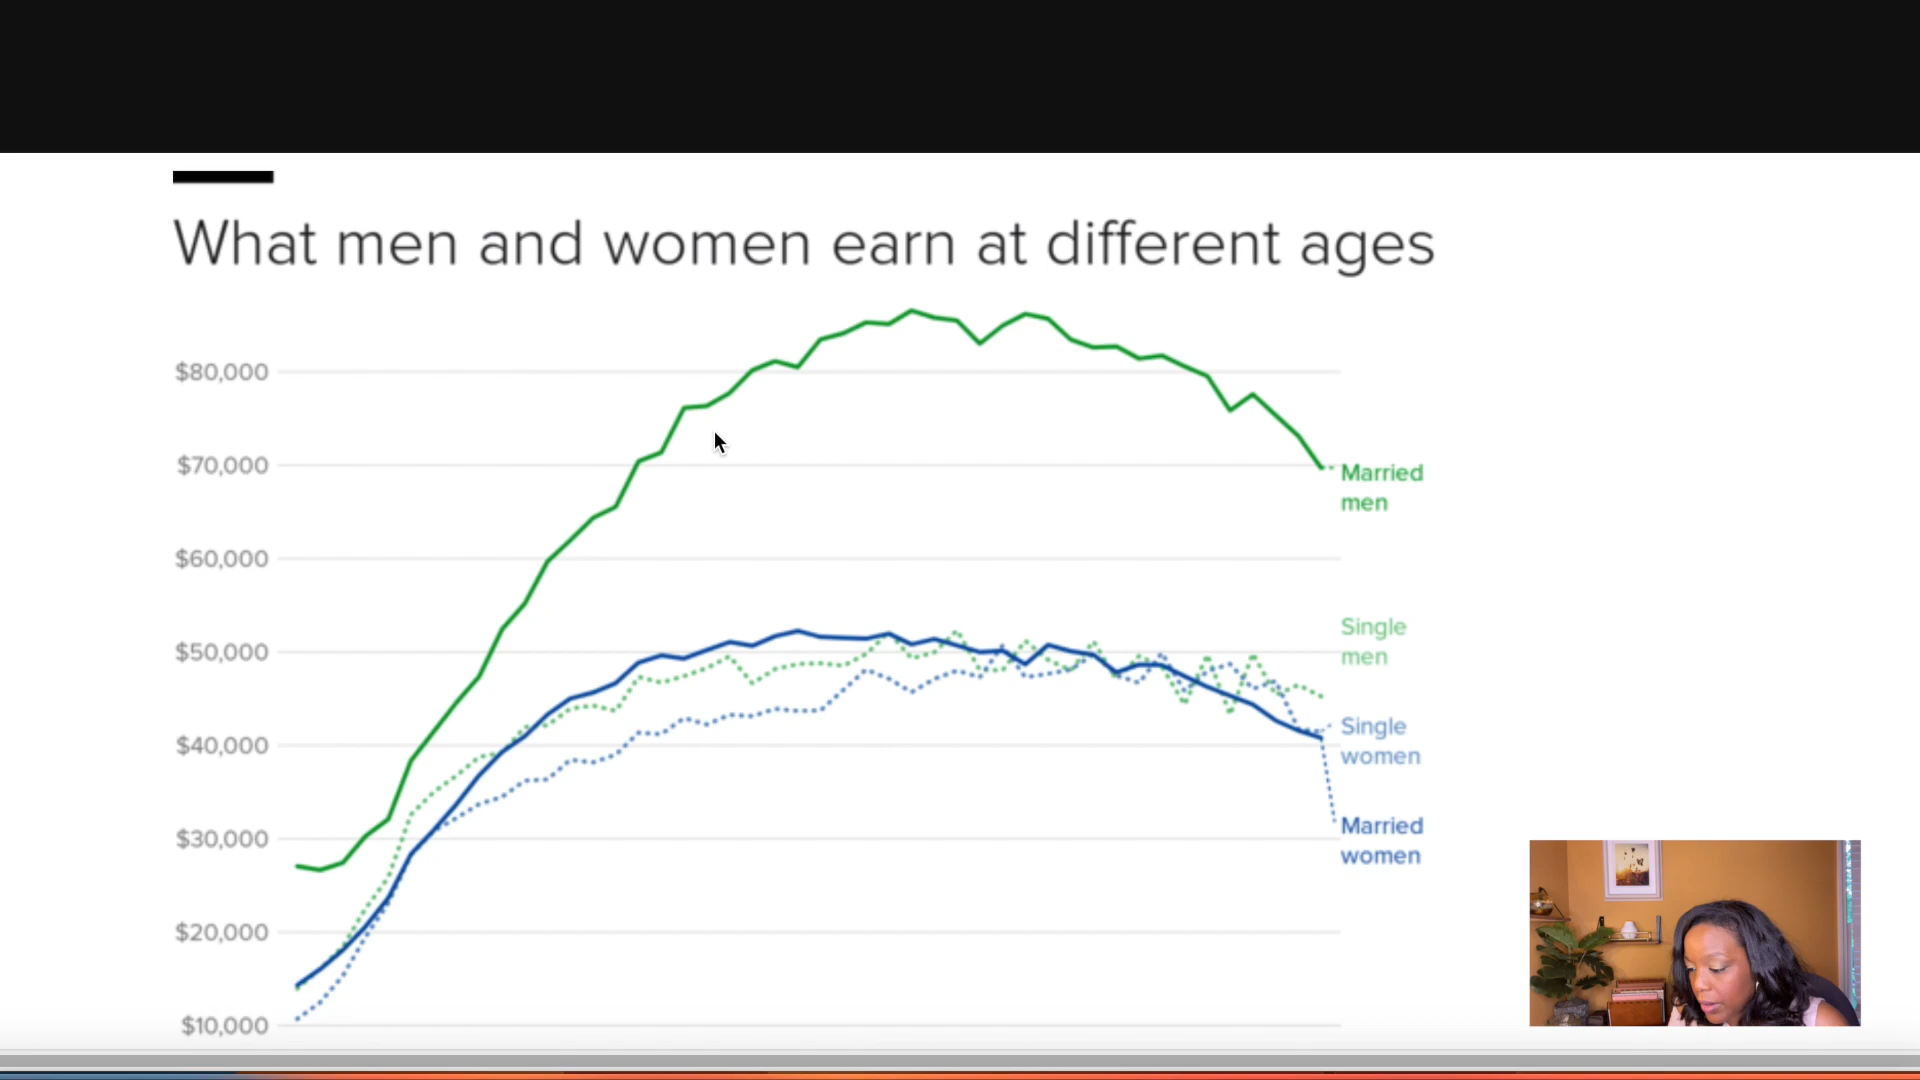 What men and women earn at different ages
$80,000
$70,000
Married
men
$60,000
Single
men
$50,000
Single
women
$40,000
Married
women
$30,000
$20,000
$10,000